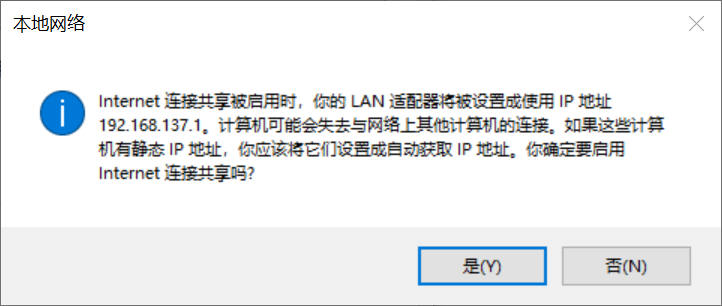 本地网络
Internet 连接共享被启用时，你的 LAN 适配器将被设置成使用 IP 地址
192.168.137.1。计算机可能会失去与网络上其他计算机的连接。如果这些计算
机有静态 IP 地址，你应该将它们设置成自动获取 IP 地址。你确定要启用
Internet 连接共享吗?
是(Y)
否(N)